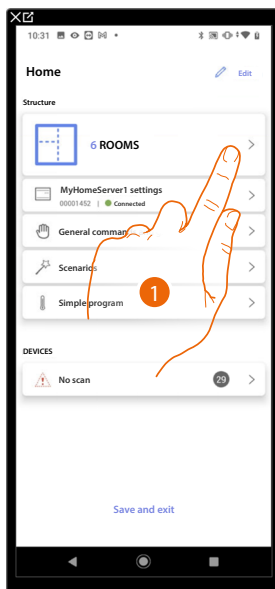 10:31
Home
Edit
Structure
6 ROOMS
MyHomeServer1 settings
00001452 | Connected
General comman
Scenarios
1
Simple program
DEVICES
No scan
29
Save and exit